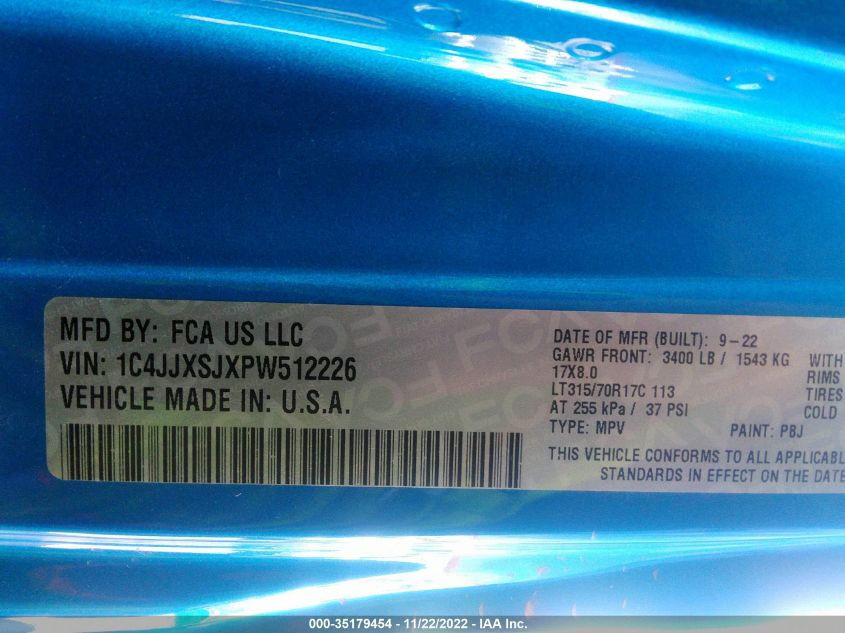 MFD BY: FCA US LLC
VIN: 1C4JJXSJXPW512226
VEHICLE MADE IN: U.S.A.
DATE OF MFR (BUILT): 9-22
GAWR FRONT: 3400 LB / 1543 KG WITH
17X8.0 RIMS
LT315/70R17C 113 TIRES
AT 255 kPa / 37 PSI COLD
TYPE: MPV PAINT: PBJ
THIS VEHICLE CONFORMS TO ALL APPLICABL
STANDARDS IN EFFECT ON THE DATE
000-35179454 - 11/22/2022 - IAA Inc.